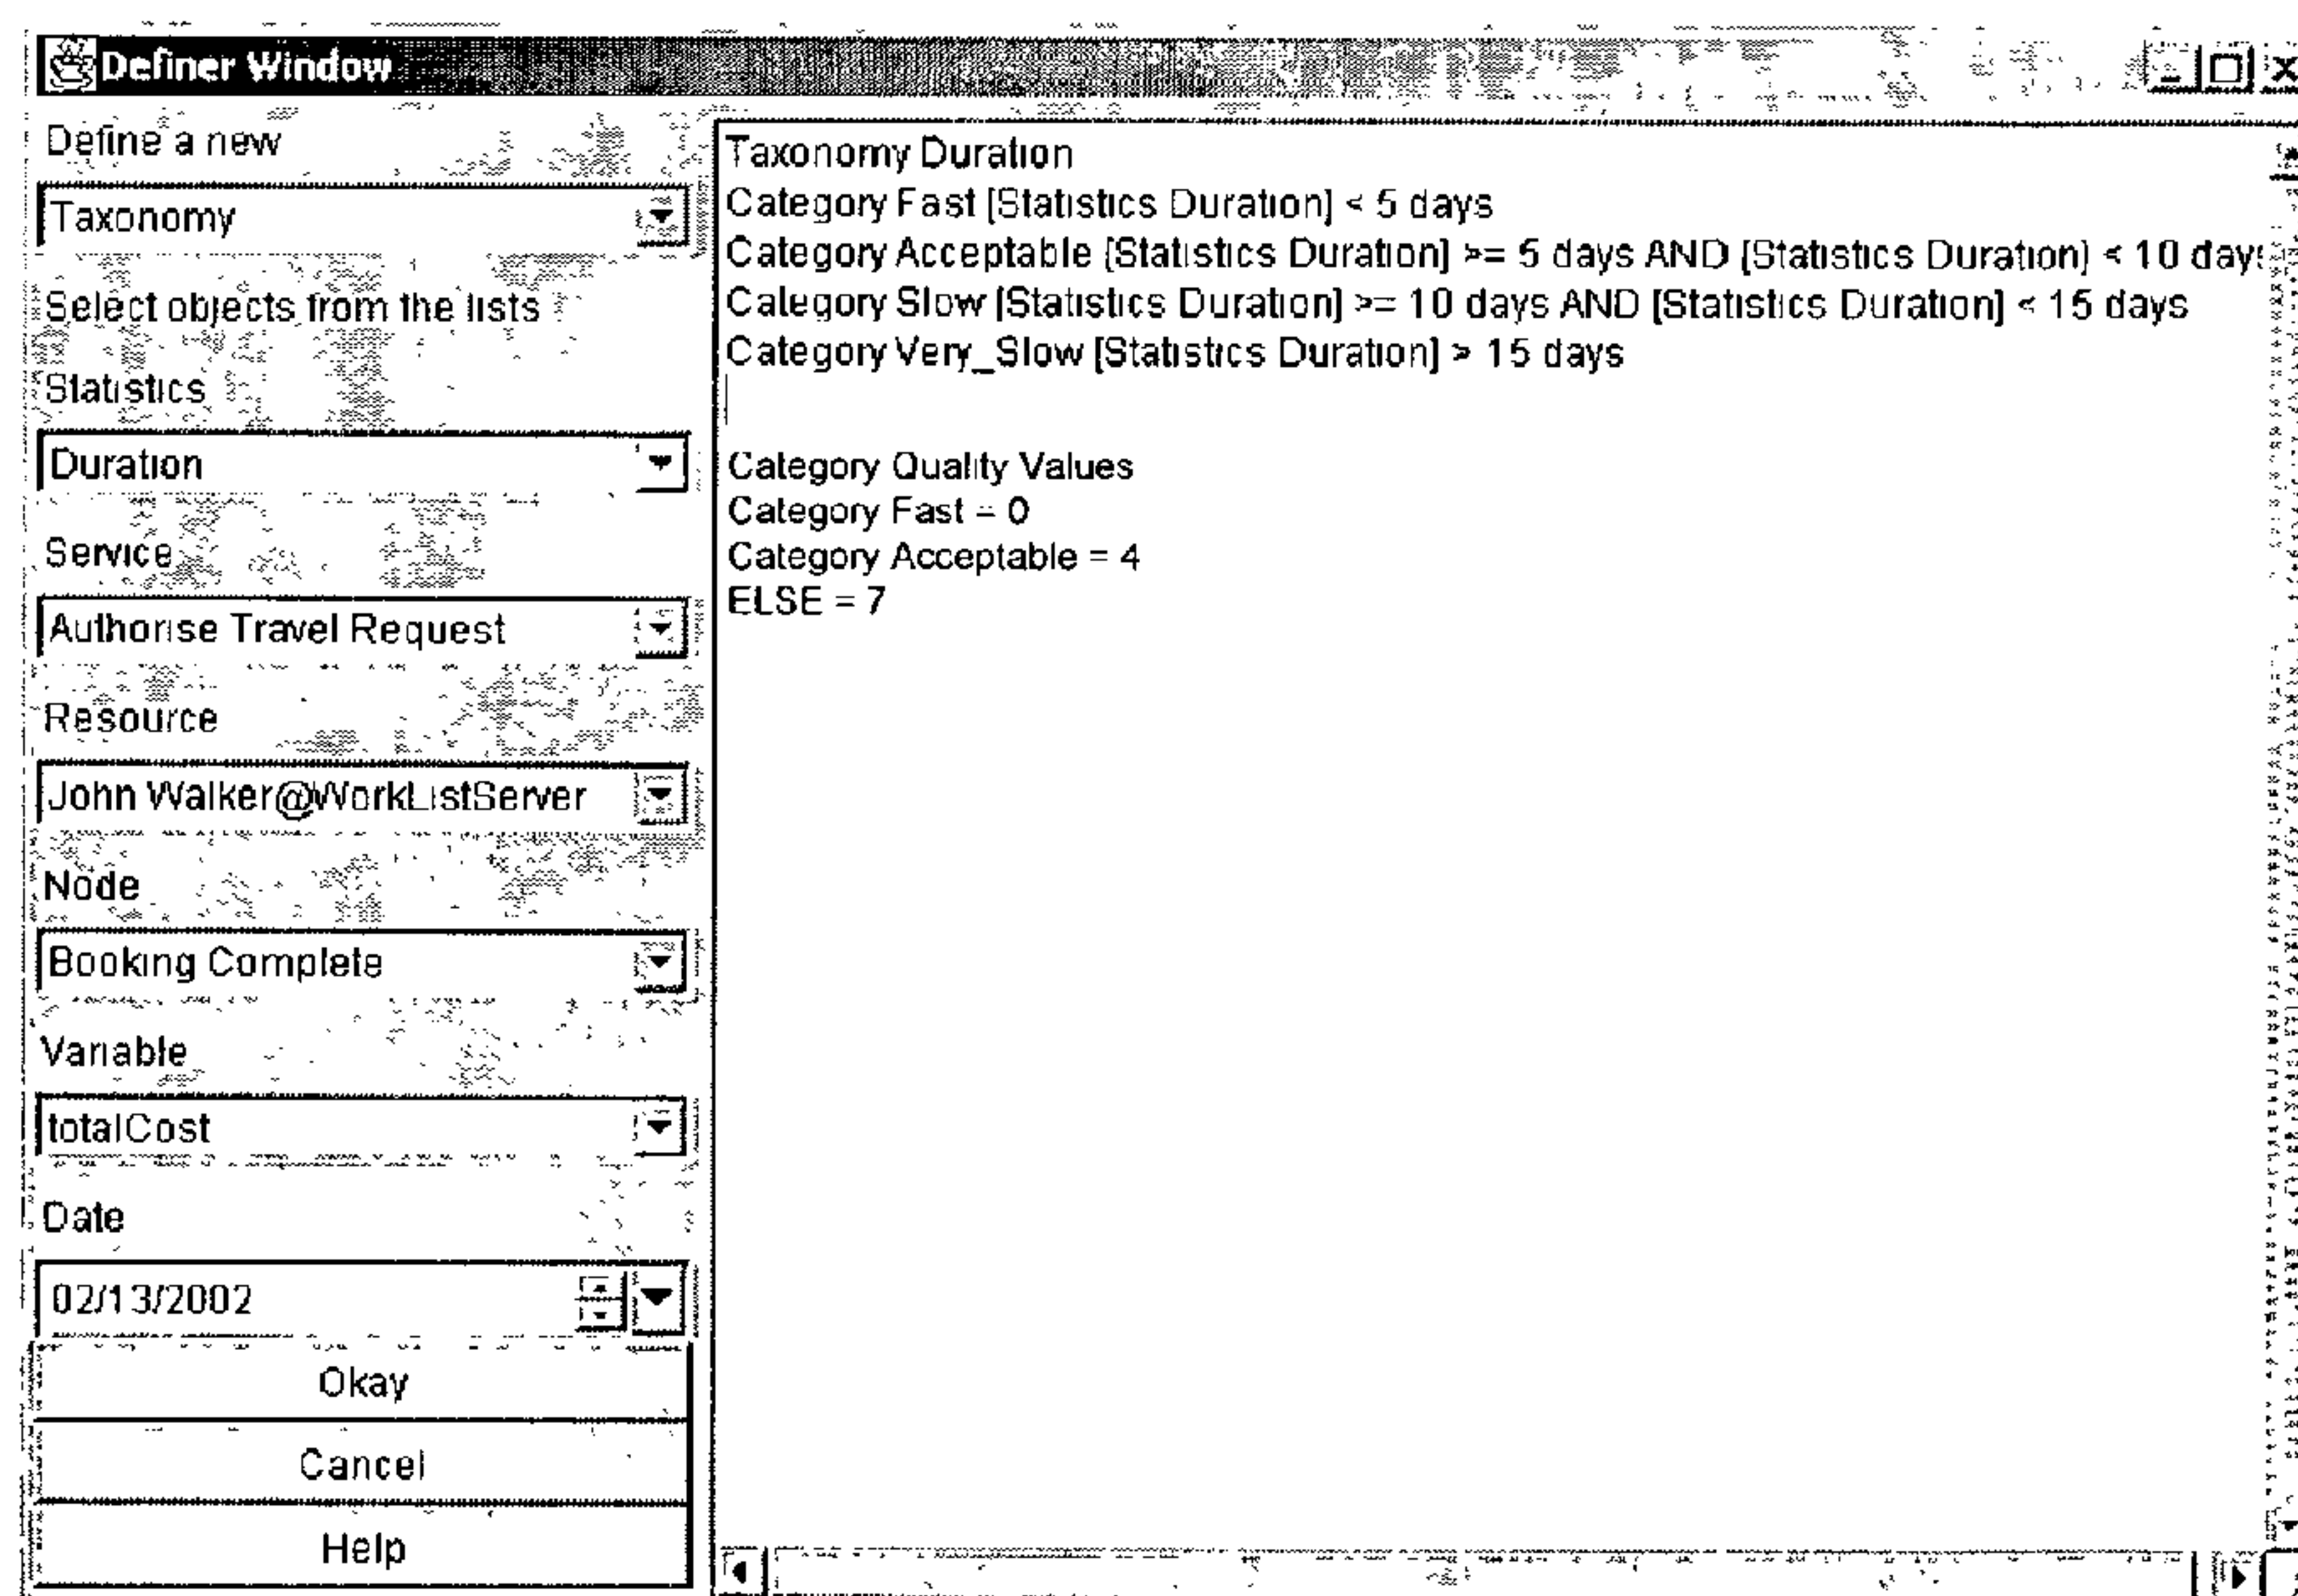 Definer Window
Define a new
Taxonomy
Select objects from the lists
Statistics
Duration
Service
Authorise Travel Request
Resource
John Walker@WorkListServer
Node
Booking Complete
Variable
totalCost
Date
02/13/2002
Okay
Cancel
Help
Taxonomy Duration
Category Fast [Statistics Duration] < 5 days
Category Acceptable [Statistics Duration] >= 5 days AND [Statistics Duration] < 10 days
Category Slow [Statistics Duration] >= 10 days AND [Statistics Duration] < 15 days
Category Very_Slow [Statistics Duration] > 15 days
Category Quality Values
Category Fast = 0
Category Acceptable = 4
ELSE = 7